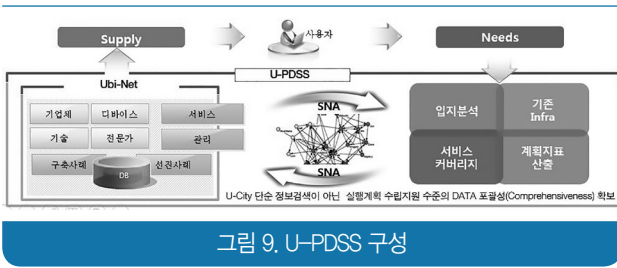 Supply
사용자
Needs
U-PDSS
Ubi-Net
기업체 디바이스 서비스
기술 전문가 관리
구축사례 선진사례
DB
SNA
SNA
입지분석 기존 Infra
서비스 커버리지 계획지표 산출
U-City 단순 정보검색이 아닌 실행계획 수립지원 수준의 DATA 포괄성(Comprehensiveness) 확보
그림 9. U-PDSS 구성